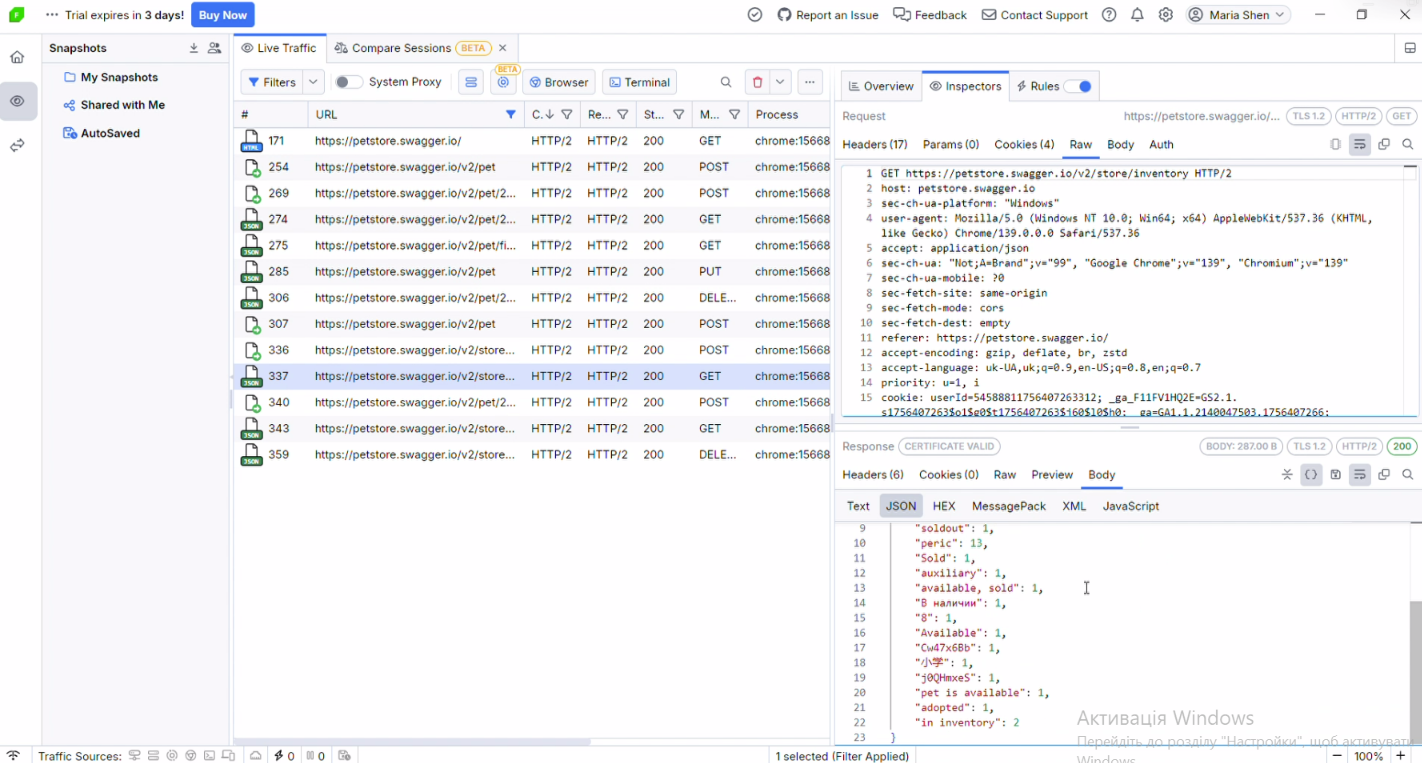 Trial expires in 3 days! Buy Now Report an Issue Feedback Contact Support Maria Shen
Snapshots
My Snapshots
Shared with Me
AutoSaved
Live Traffic Compare Sessions BETA
Filters System Proxy BETA Browser Terminal
# URL C. Re... St... M... Process
171 https://petstore.swagger.io/ HTTP/2 HTTP/2 200 GET chrome:15668
254 https://petstore.swagger.io/v2/pet HTTP/2 HTTP/2 200 POST chrome:15668
269 https://petstore.swagger.io/v2/pet/2... HTTP/2 HTTP/2 200 POST chrome:15668
274 https://petstore.swagger.io/v2/pet/2... HTTP/2 HTTP/2 200 GET chrome:15668
275 https://petstore.swagger.io/v2/pet/fi... HTTP/2 HTTP/2 200 GET chrome:15668
285 https://petstore.swagger.io/v2/pet HTTP/2 HTTP/2 200 PUT chrome:15668
306 https://petstore.swagger.io/v2/pet/2... HTTP/2 HTTP/2 200 DELE... chrome:15668
307 https://petstore.swagger.io/v2/pet HTTP/2 HTTP/2 200 POST chrome:15668
336 https://petstore.swagger.io/v2/store... HTTP/2 HTTP/2 200 POST chrome:15668
337 https://petstore.swagger.io/v2/store... HTTP/2 HTTP/2 200 GET chrome:15668
340 https://petstore.swagger.io/v2/pet/2... HTTP/2 HTTP/2 200 POST chrome:15668
343 https://petstore.swagger.io/v2/store... HTTP/2 HTTP/2 200 GET chrome:15668
359 https://petstore.swagger.io/v2/store... HTTP/2 HTTP/2 200 DELE... chrome:15668
Overview Inspectors Rules
Request https://petstore.swagger.io/... TLS 1.2 HTTP/2 GET
Headers (17) Params (0) Cookies (4) Raw Body Auth
1 GET https://petstore.swagger.io/v2/store/inventory HTTP/2
2 host: petstore.swagger.io
3 sec-ch-ua-platform: "Windows"
4 user-agent: Mozilla/5.0 (Windows NT 10.0; Win64; x64) AppleWebKit/537.36 (KHTML,
like Gecko) Chrome/139.0.0.0 Safari/537.36
5 accept: application/json
6 sec-ch-ua: "Not;A=Brand";v="99", "Google Chrome";v="139", "Chromium";v="139"
7 sec-ch-ua-mobile: ?0
8 sec-fetch-site: same-origin
9 sec-fetch-mode: cors
10 sec-fetch-dest: empty
11 referer: https://petstore.swagger.io/
12 accept-encoding: gzip, deflate, br, zstd
13 accept-language: uk-UA,uk;q=0.9,en-US;q=0.8,en;q=0.7
14 priority: u=1, i
15 cookie: userId=54588811756407263312; _ga_F11FV1HQ2E=GS2.1.
s1756407263$o1$g0$t1756407263$j60$l0$h0; _ga=GA1.1.2140047503.1756407266;
Response CERTIFICATE VALID BODY: 287.00 B TLS 1.2 HTTP/2 200
Headers (6) Cookies (0) Raw Preview Body
Text JSON HEX MessagePack XML JavaScript
9 "soldout": 1,
10 "peric": 13,
11 "Sold": 1,
12 "auxiliary": 1,
13 "available, sold": 1,
14 "В наличии": 1,
15 "8": 1,
16 "Available": 1,
17 "Cw47x6Bb": 1,
18 "小学": 1,
19 "j0QHmxeS": 1,
20 "pet is available": 1,
21 "adopted": 1,
22 "in inventory": 2
23 }
Активація Windows
Перейдіть до розділу "Настройки", щоб активувати
Windows
Traffic Sources: 0 0 1 selected (Filter Applied) 100%